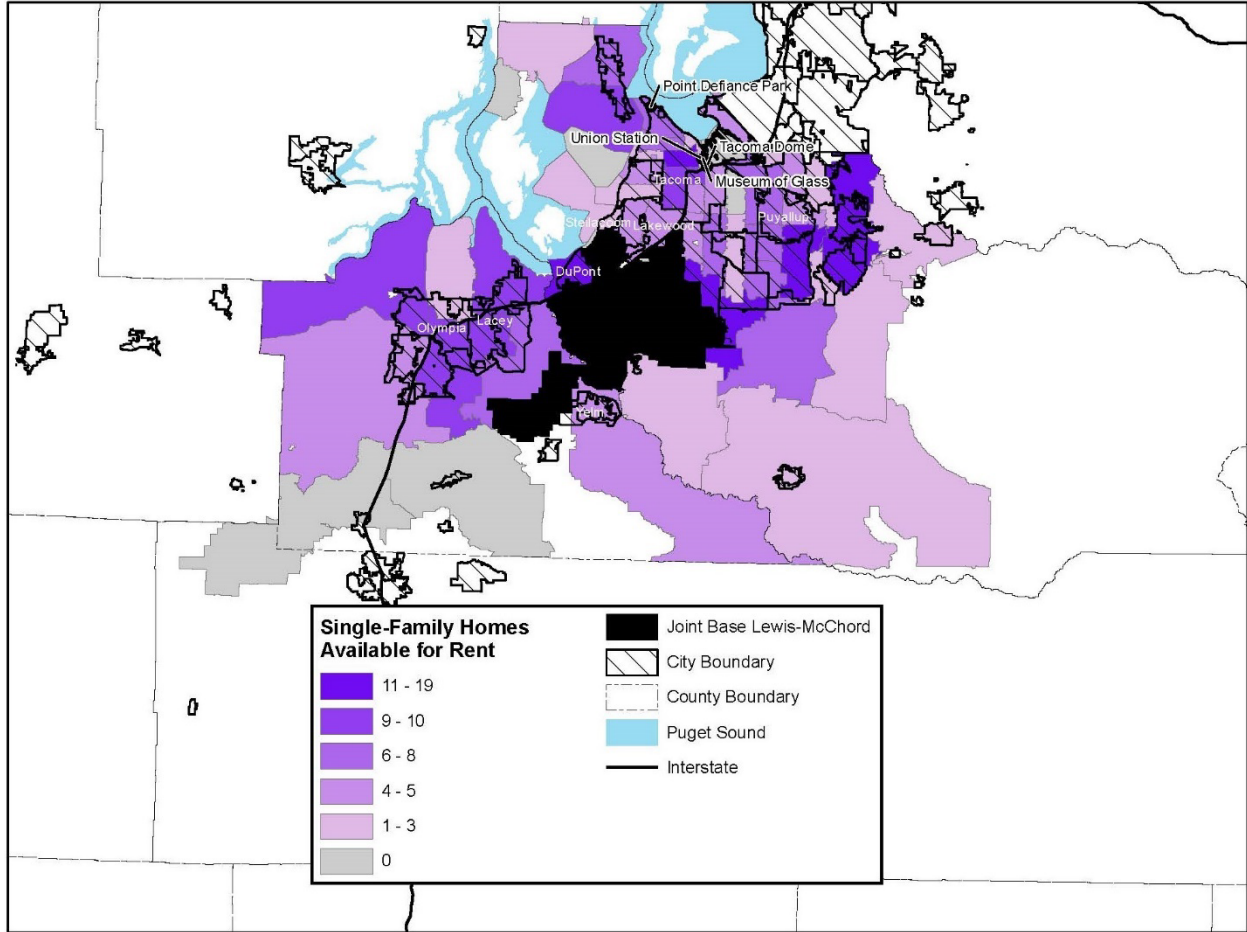 Point Defiance Park
Union Station
Tacoma Dome
Tacoma
Museum of Glass
Puyallup
Steilacoom
Lakewood
DuPont
Lacey
Olympia
Yelm
Single-Family Homes
Available for Rent
11 - 19
9 - 10
6 - 8
4 - 5
1 - 3
0
Joint Base Lewis-McChord
City Boundary
County Boundary
Puget Sound
Interstate